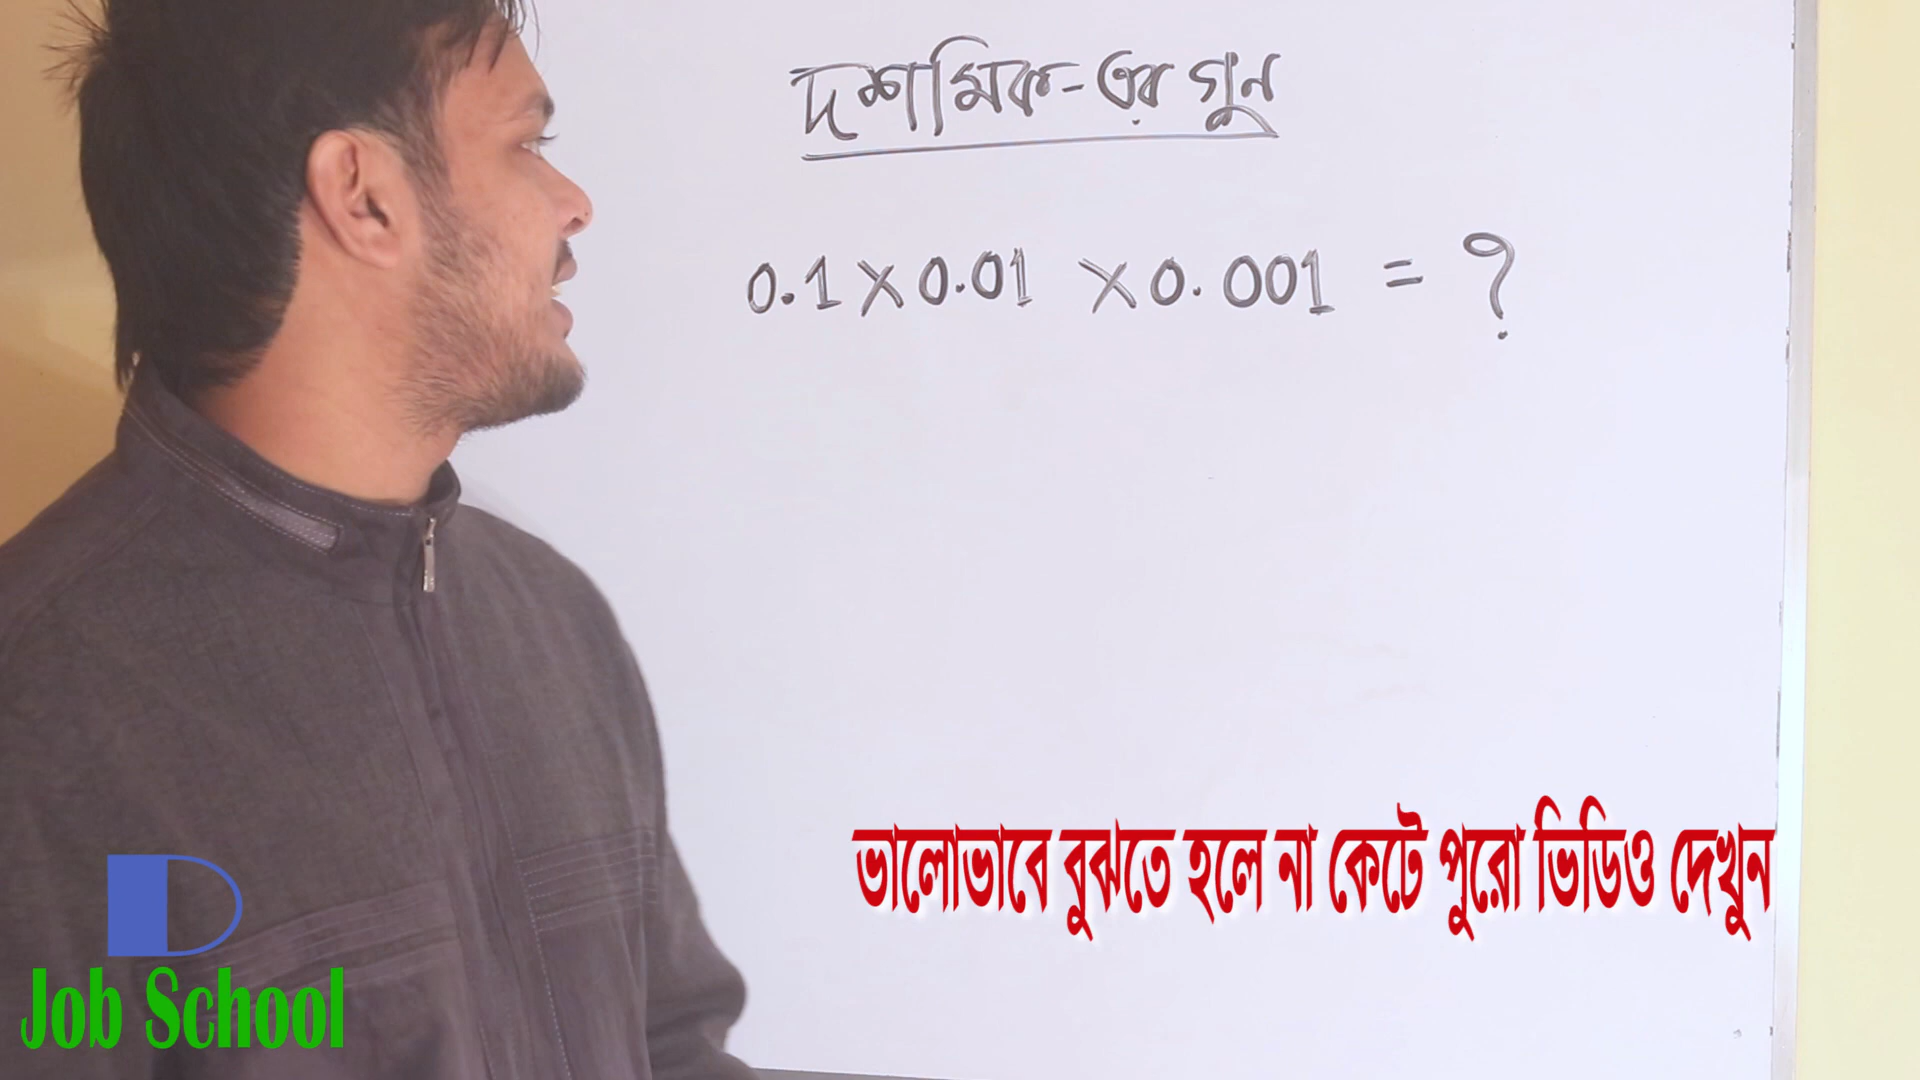 দশমিক-এর গুন
0.1×0.01 ×0.001 = ?
ভালোভাবে বুঝতে হলে না কেটে পুরো ভিডিও দেখুন
Job School